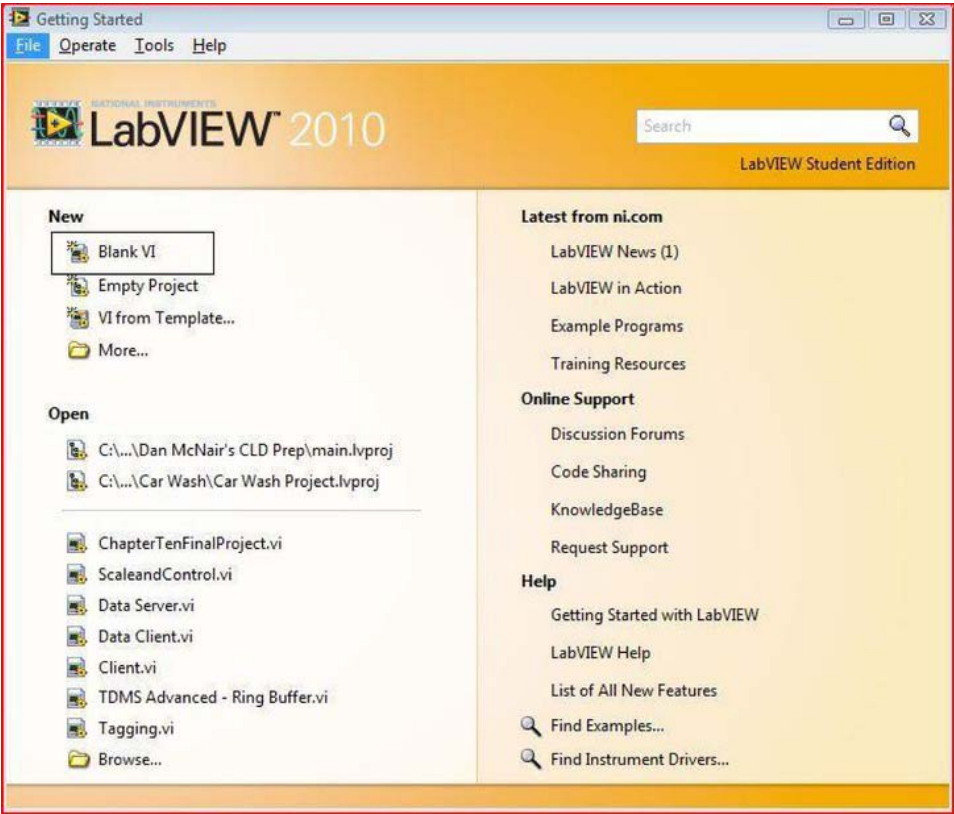 Getting Started
File Operate Tools Help
NATIONAL INSTRUMENTS
LabVIEW™ 2010
Search
LabVIEW Student Edition
New
Blank VI
Empty Project
VI from Template...
More...
Open
C:\...\Dan McNair's CLD Prep\main.lvproj
C:\...\Car Wash\Car Wash Project.lvproj
ChapterTenFinalProject.vi
ScaleandControl.vi
Data Server.vi
Data Client.vi
Client.vi
TDMS Advanced - Ring Buffer.vi
Tagging.vi
Browse...
Latest from ni.com
LabVIEW News (1)
LabVIEW in Action
Example Programs
Training Resources
Online Support
Discussion Forums
Code Sharing
KnowledgeBase
Request Support
Help
Getting Started with LabVIEW
LabVIEW Help
List of All New Features
Find Examples...
Find Instrument Drivers...